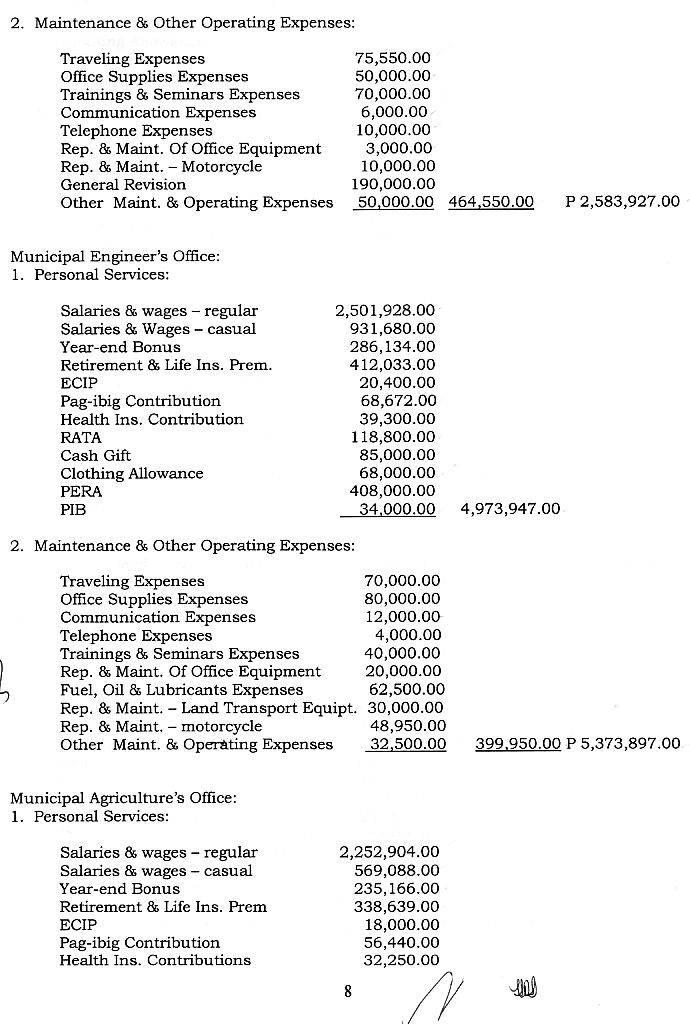 2. Maintenance & Other Operating Expenses:
Traveling Expenses 75,550.00
Office Supplies Expenses 50,000.00
Trainings & Seminars Expenses 70,000.00
Communication Expenses 6,000.00
Telephone Expenses 10,000.00
Rep. & Maint. Of Office Equipment 3,000.00
Rep. & Maint. – Motorcycle 10,000.00
General Revision 190,000.00
Other Maint. & Operating Expenses 50,000.00 464,550.00 P 2,583,927.00
Municipal Engineer's Office:
1. Personal Services:
Salaries & wages – regular 2,501,928.00
Salaries & Wages – casual 931,680.00
Year-end Bonus 286,134.00
Retirement & Life Ins. Prem. 412,033.00
ECIP 20,400.00
Pag-ibig Contribution 68,672.00
Health Ins. Contribution 39,300.00
RATA 118,800.00
Cash Gift 85,000.00
Clothing Allowance 68,000.00
PERA 408,000.00
PIB 34,000.00 4,973,947.00
2. Maintenance & Other Operating Expenses:
Traveling Expenses 70,000.00
Office Supplies Expenses 80,000.00
Communication Expenses 12,000.00
Telephone Expenses 4,000.00
Trainings & Seminars Expenses 40,000.00
Rep. & Maint. Of Office Equipment 20,000.00
Fuel, Oil & Lubricants Expenses 62,500.00
Rep. & Maint. – Land Transport Equipt. 30,000.00
Rep. & Maint. – motorcycle 48,950.00
Other Maint. & Operating Expenses 32,500.00 399,950.00 P 5,373,897.00
Municipal Agriculture's Office:
1. Personal Services:
Salaries & wages – regular 2,252,904.00
Salaries & wages – casual 569,088.00
Year-end Bonus 235,166.00
Retirement & Life Ins. Prem 338,639.00
ECIP 18,000.00
Pag-ibig Contribution 56,440.00
Health Ins. Contributions 32,250.00
8